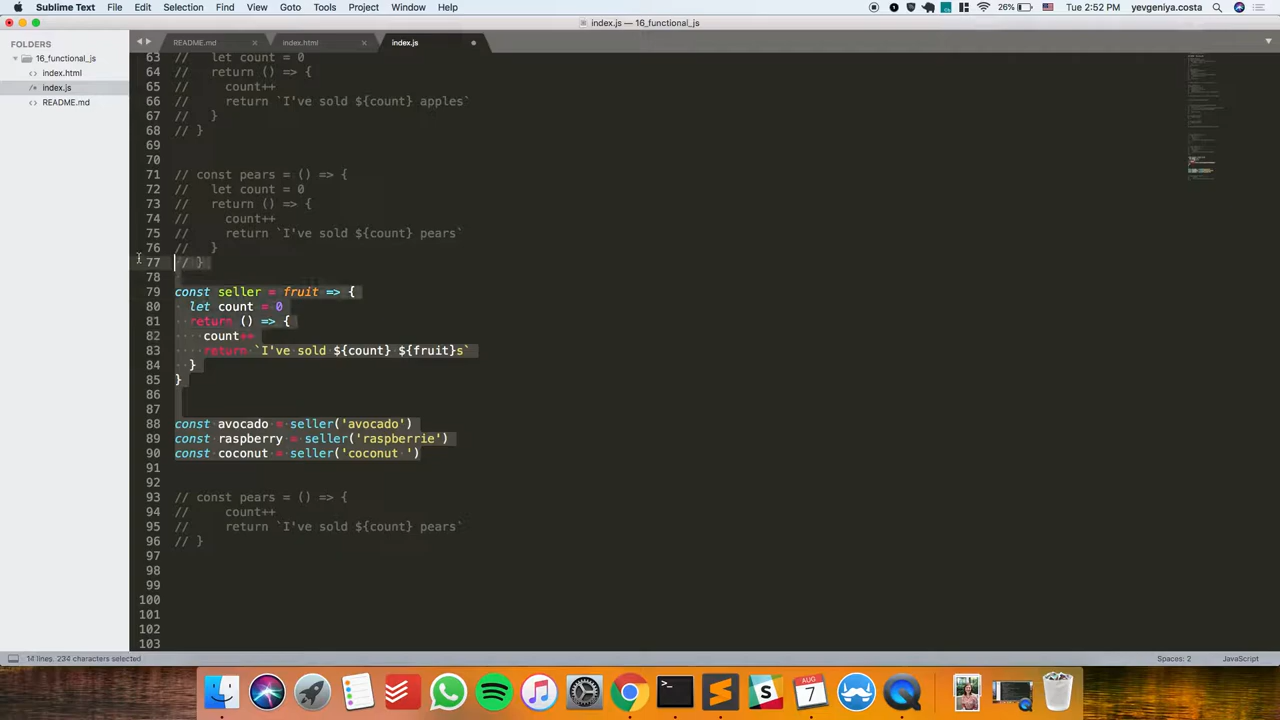 Sublime Text File Edit Selection Find View Goto Tools Project Window Help 26% Tue 2:52 PM yevgeniya.costa
index.js — 16_functional_js
FOLDERS
16_functional_js
index.html
index.js
README.md
README.md index.html index.js
63 // let count = 0
64 // return () => {
65 // count++
66 // return `I've sold ${count} apples`
67 // }
68 // }
69
70
71 // const pears = () => {
72 // let count = 0
73 // return () => {
74 // count++
75 // return `I've sold ${count} pears`
76 // }
77 // }
78
79 const seller = fruit => {
80 let count = 0
81 return () => {
82 count++
83 return `I've sold ${count} ${fruit}s`
84 }
85 }
86
87
88 const avocado = seller('avocado')
89 const raspberry = seller('raspberrie')
90 const coconut = seller('coconut ')
91
92
93 // const pears = () => {
94 // count++
95 // return `I've sold ${count} pears`
96 // }
97
98
99
100
101
102
103
14 lines, 234 characters selected Spaces: 2 JavaScript
AUG
7